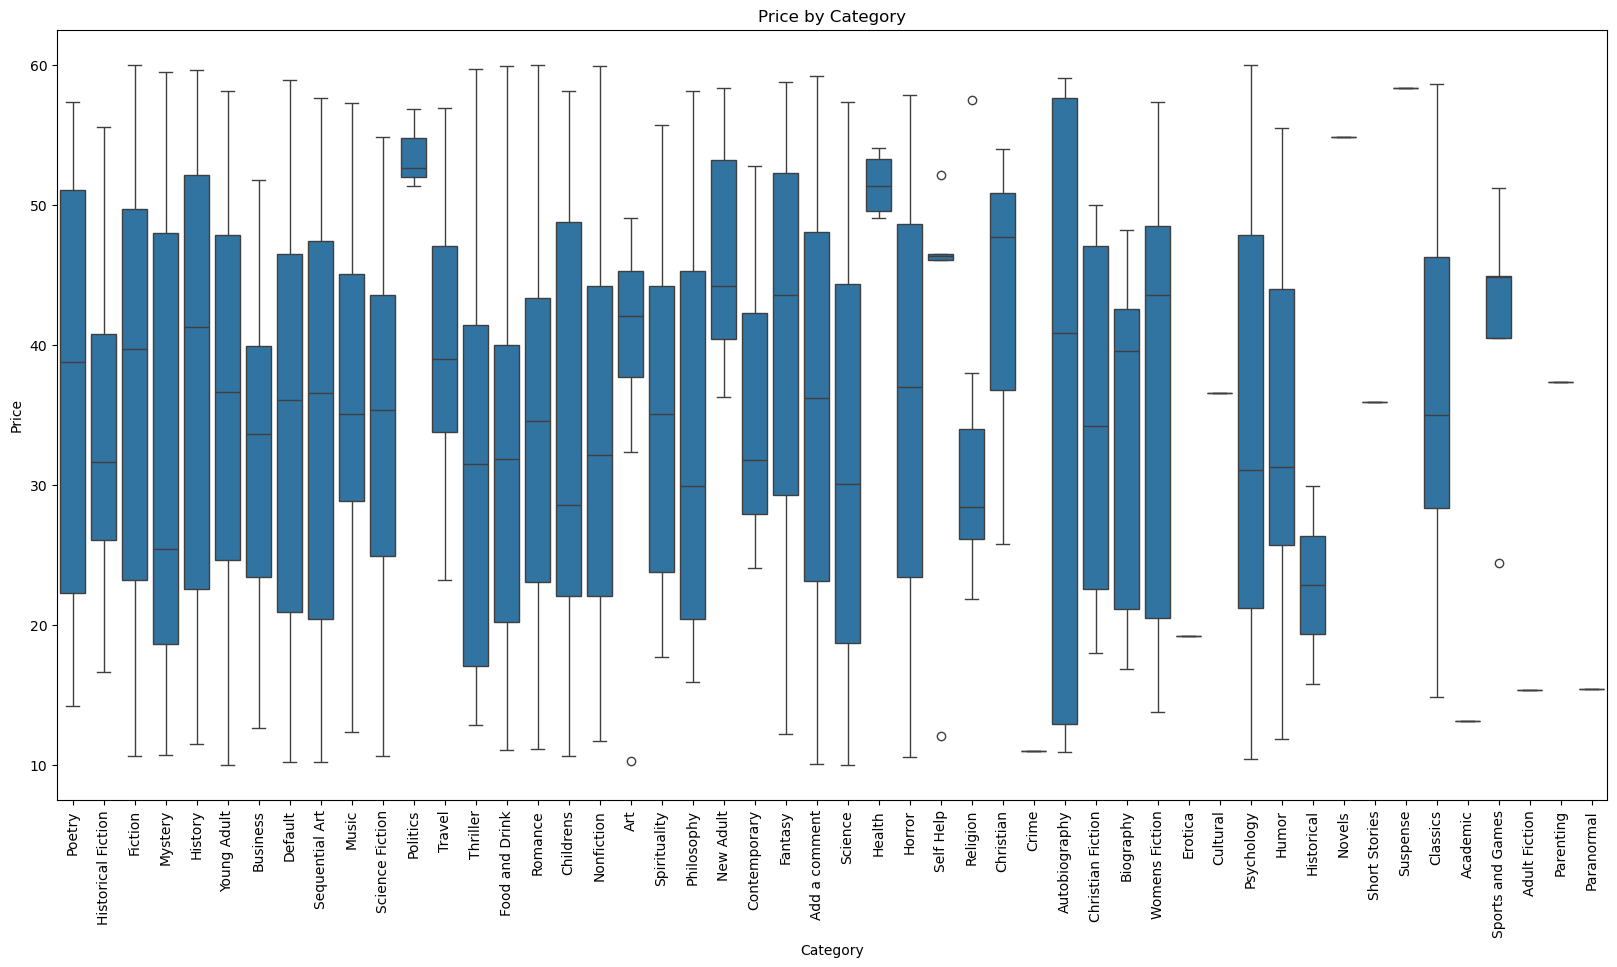 Price by Category
Price
60
50
40
30
20
10
Poetry
Historical Fiction
Fiction
Mystery
History
Young Adult
Business
Default
Sequential Art
Music
Science Fiction
Politics
Travel
Thriller
Food and Drink
Romance
Childrens
Nonfiction
Art
Spirituality
Philosophy
New Adult
Contemporary
Fantasy
Add a comment
Science
Health
Horror
Self Help
Religion
Christian
Crime
Autobiography
Christian Fiction
Biography
Womens Fiction
Erotica
Cultural
Psychology
Humor
Historical
Novels
Short Stories
Suspense
Classics
Academic
Sports and Games
Adult Fiction
Parenting
Paranormal
Category